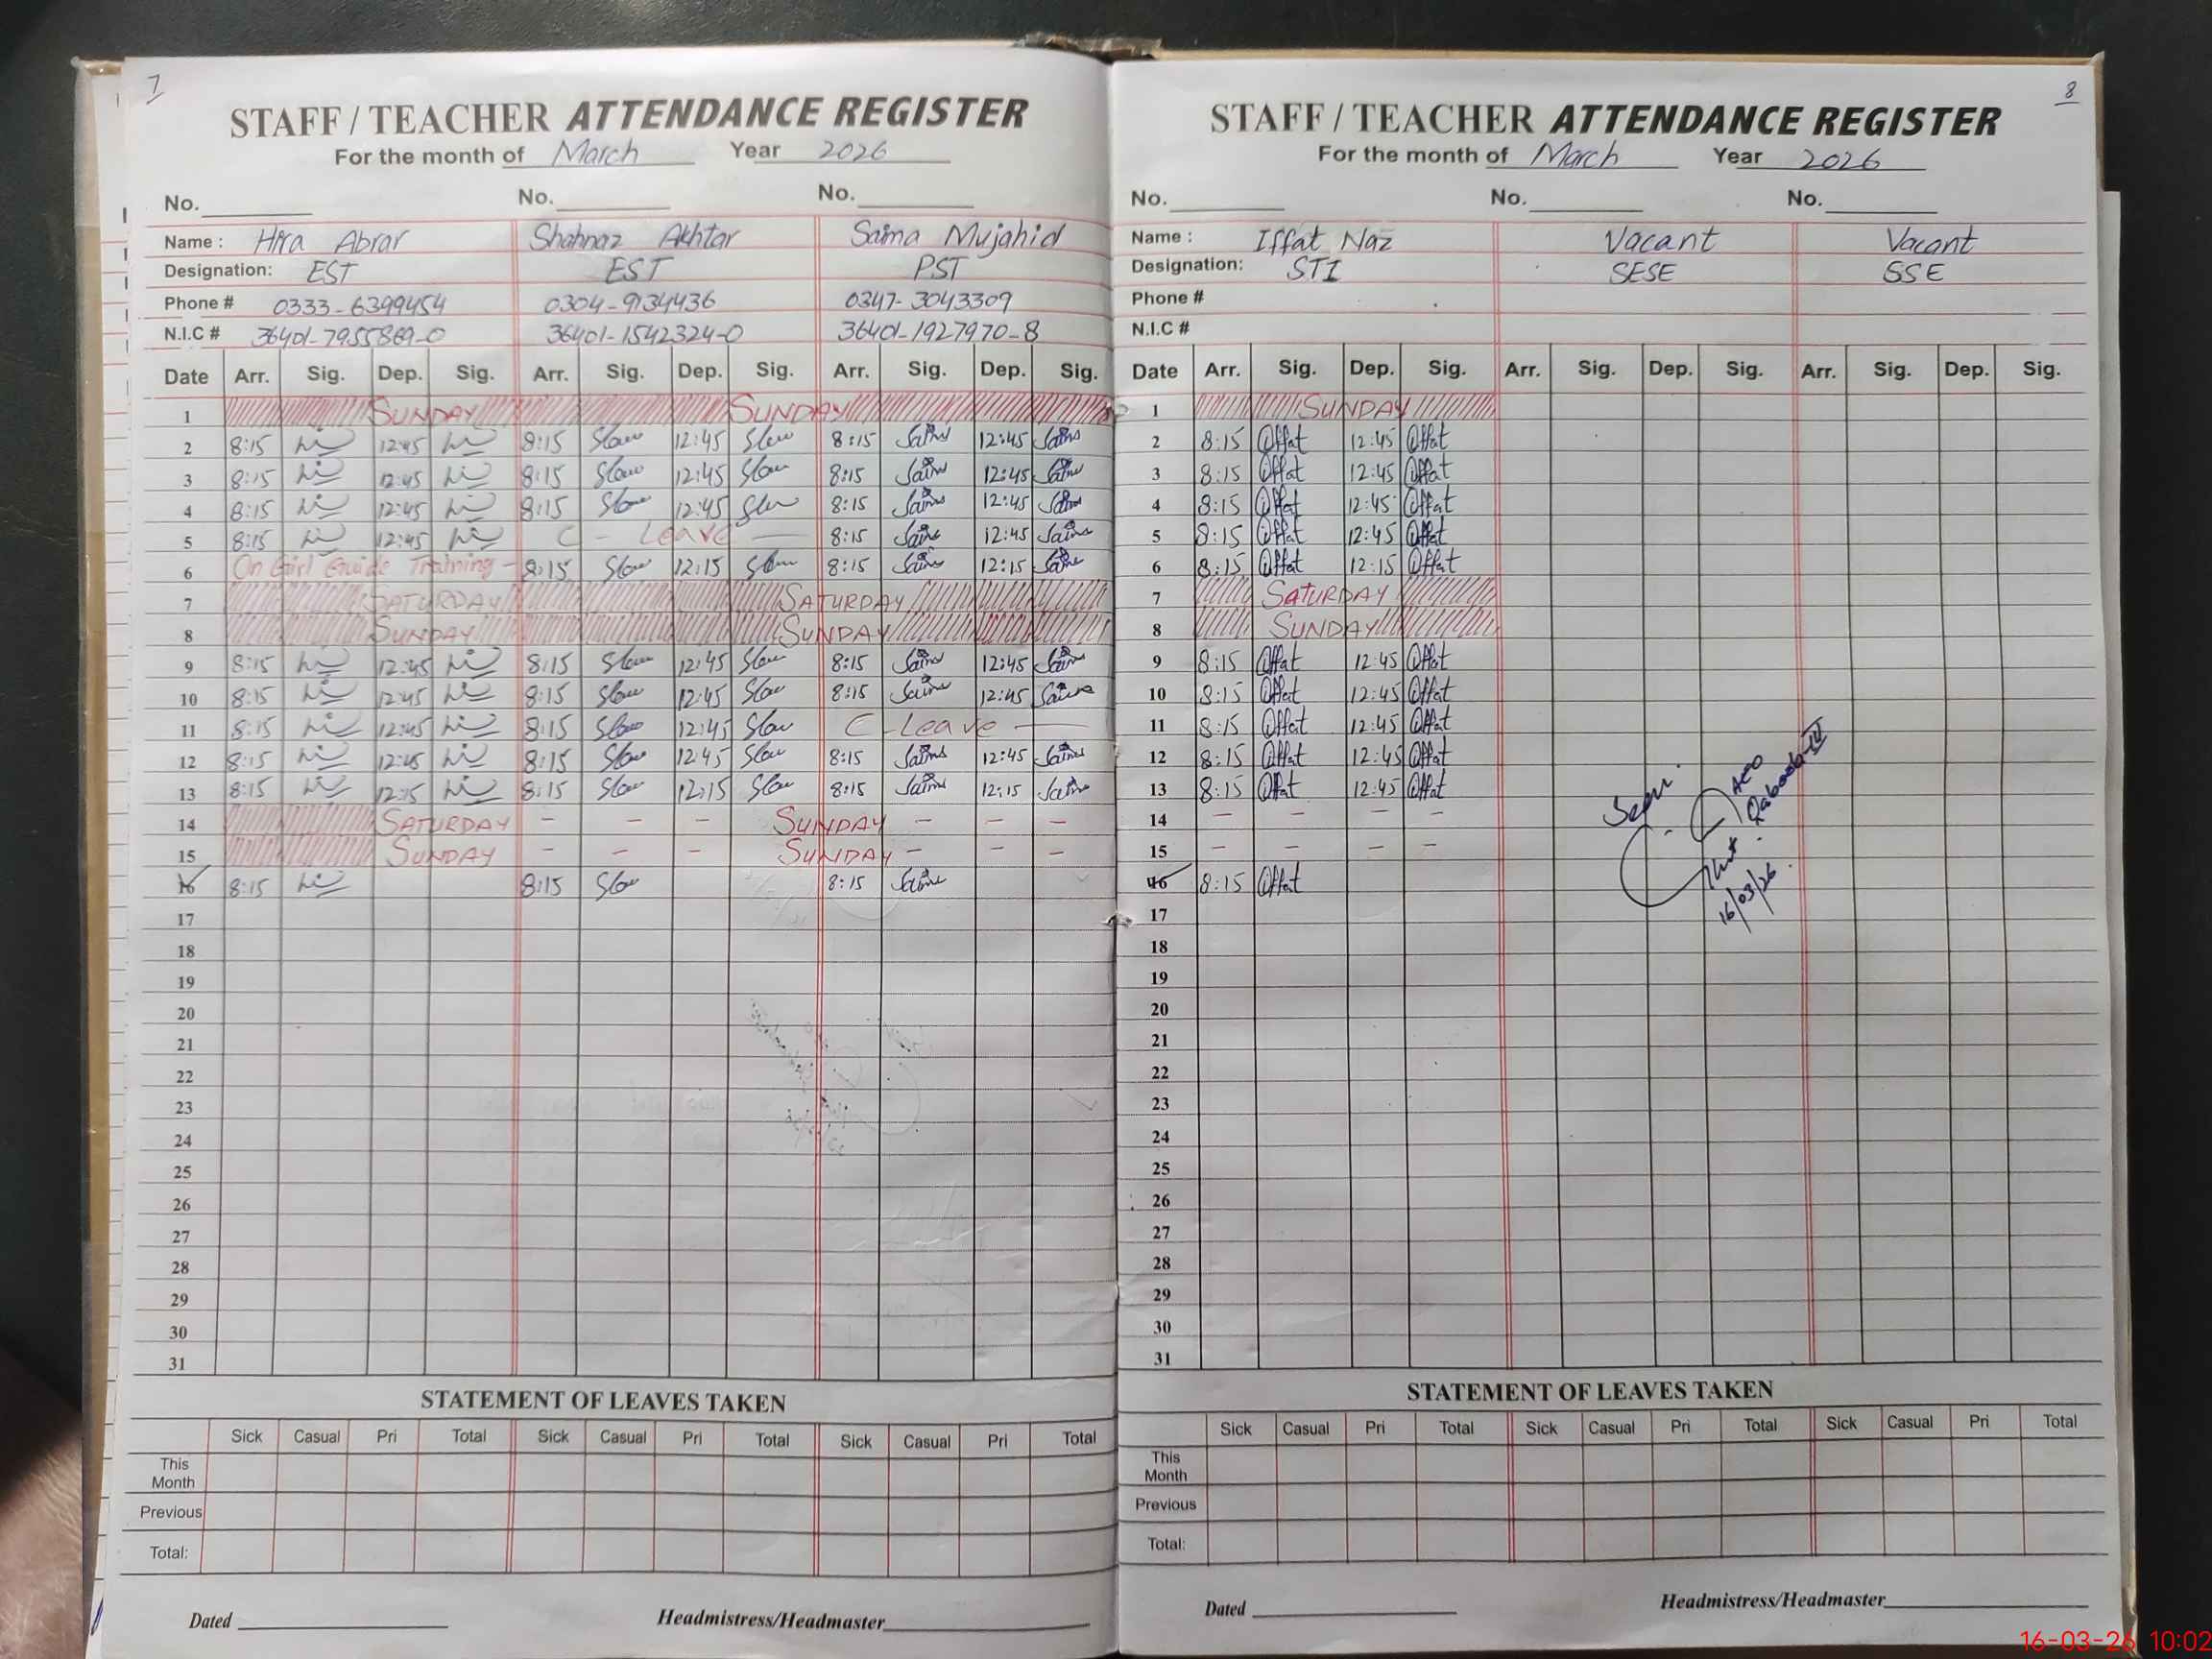 7
STAFF / TEACHER ATTENDANCE REGISTER
For the month of March Year 2026
No. No. No.
Name : Hira Abrar Shahnaz Akhtar Saima Mujahid
Designation: EST EST PST
Phone # 0333-6399454 0304-9134436 0347-3043309
N.I.C # 36401-7955869-0 36401-1542324-0 36401-1927970-8
Date Arr. Sig. Dep. Sig. Arr. Sig. Dep. Sig. Arr. Sig. Dep. Sig.
1 SUNDAY SUNDAY
2 8:15 12:45 8:15 12:45 8:15 12:45
3 8:15 12:45 8:15 12:45 8:15 12:45
4 8:15 12:45 8:15 12:45 8:15 12:45
5 8:15 12:45 C - Leave 8:15 12:45
6 On Girl Guide Training - 8:15 12:15 8:15 12:15
7 SATURDAY SATURDAY
8 SUNDAY SUNDAY
9 8:15 12:45 8:15 12:45 8:15 12:45
10 8:15 12:45 8:15 12:45 8:15 12:45
11 8:15 12:45 8:15 12:45 C - Leave
12 8:15 12:45 8:15 12:45 8:15 12:45
13 8:15 12:15 8:15 12:15 8:15 12:15
14 SATURDAY - - - SUNDAY - - -
15 SUNDAY - - - SUNDAY - - -
16 8:15 8:15 8:15
17
18
19
20
21
22
23
24
25
26
27
28
29
30
31
STATEMENT OF LEAVES TAKEN
Sick Casual Pri Total Sick Casual Pri Total Sick Casual Pri Total
This Month
Previous
Total:
Dated Headmistress/Headmaster
8
STAFF / TEACHER ATTENDANCE REGISTER
For the month of March Year 2026
No. No. No.
Name : Iffat Naz Vacant Vacant
Designation: STI SESE SSE
Phone #
N.I.C #
Date Arr. Sig. Dep. Sig. Arr. Sig. Dep. Sig. Arr. Sig. Dep. Sig.
1 SUNDAY
2 8:15 Iffat 12:45 Iffat
3 8:15 Iffat 12:45 Iffat
4 8:15 Iffat 12:45 Iffat
5 8:15 Iffat 12:45 Iffat
6 8:15 Iffat 12:15 Iffat
7 SATURDAY
8 SUNDAY
9 8:15 Iffat 12:45 Iffat
10 8:15 Iffat 12:45 Iffat
11 8:15 Iffat 12:45 Iffat
12 8:15 Iffat 12:45 Iffat
13 8:15 Iffat 12:45 Iffat
14 - - - -
15 - - - -
16 8:15 Iffat
17
18
19
20
21
22
23
24
25
26
27
28
29
30
31
Seen.
AEO
16/03/26
STATEMENT OF LEAVES TAKEN
Sick Casual Pri Total Sick Casual Pri Total Sick Casual Pri Total
This Month
Previous
Total:
Dated Headmistress/Headmaster
16-03-26 10:02